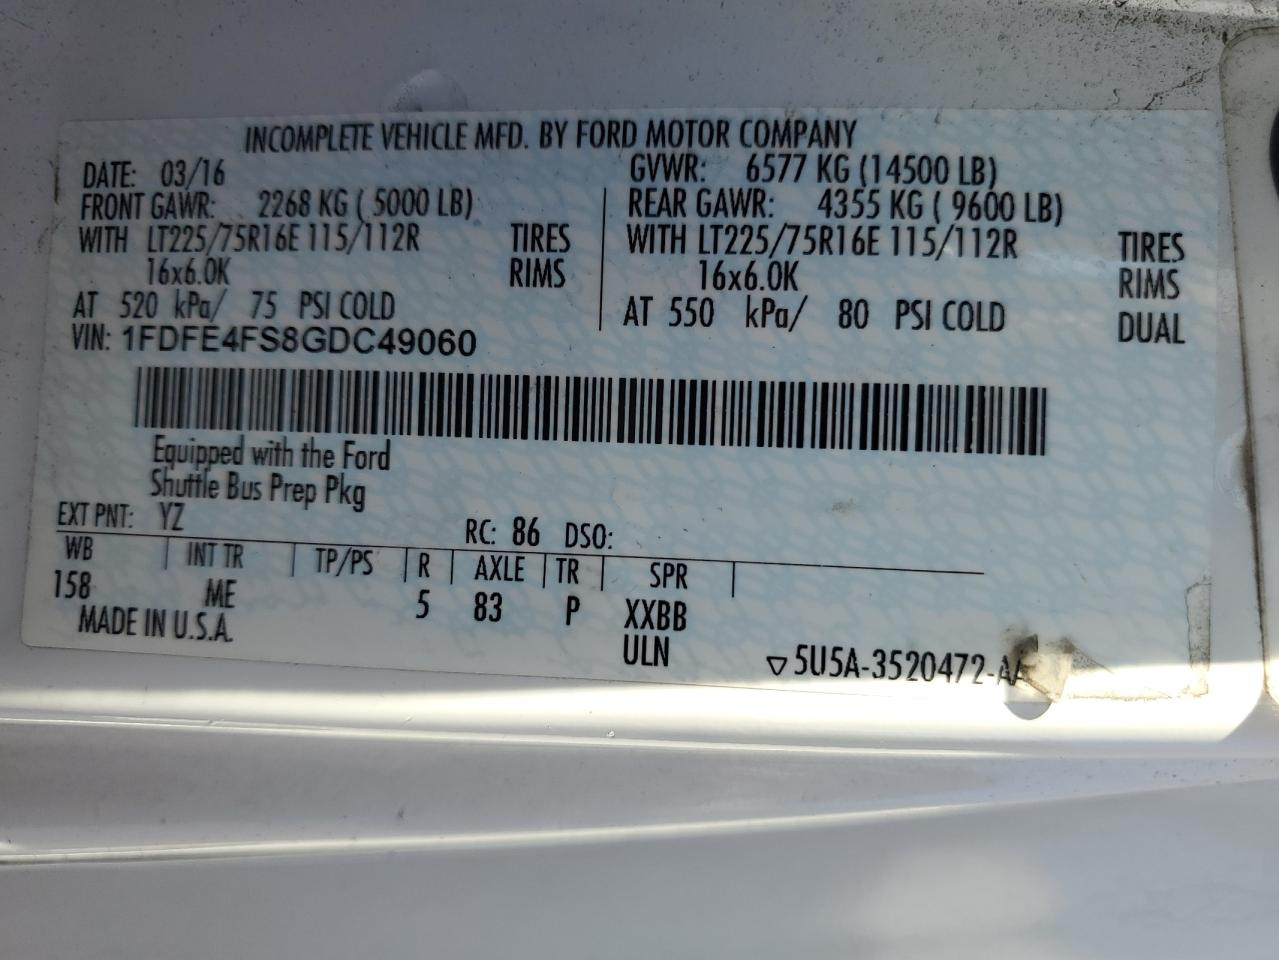 INCOMPLETE VEHICLE MFD. BY FORD MOTOR COMPANY
DATE: 03/16 GVWR: 6577 KG (14500 LB)
FRONT GAWR: 2268 KG ( 5000 LB) REAR GAWR: 4355 KG ( 9600 LB)
WITH LT225/75R16E 115/112R TIRES WITH LT225/75R16E 115/112R TIRES
16x6.0K RIMS 16x6.0K RIMS
AT 520 kPa/ 75 PSI COLD AT 550 kPa/ 80 PSI COLD DUAL
VIN: 1FDFE4FS8GDC49060
Equipped with the Ford
Shuttle Bus Prep Pkg
EXT PNT: YZ RC: 86 DSO:
WB INT TR TP/PS R AXLE TR SPR
158 ME 5 83 P XXBB
MADE IN U.S.A. ULN
▽5U5A-3520472-AA